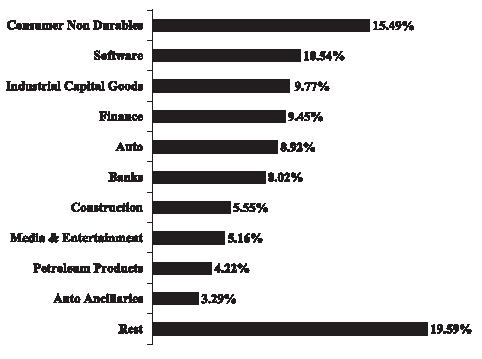 Consumer Non Durables 15.49%
Software 10.54%
Industrial Capital Goods 9.77%
Finance 9.45%
Auto 8.92%
Banks 8.02%
Construction 5.55%
Media & Entertainment 5.16%
Petroleum Products 4.22%
Auto Ancillaries 3.29%
Rest 19.59%